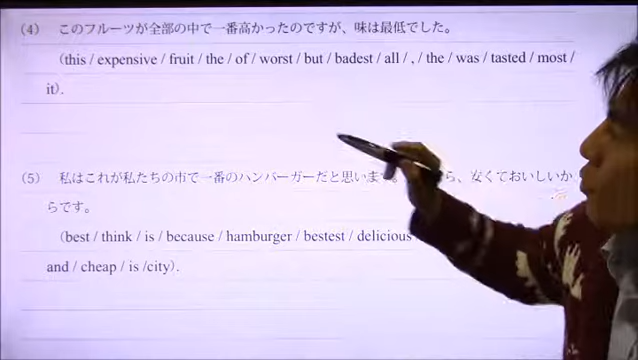 (4) このフルーツが全部の中で一番高かったのですが、味は最低でした。
(this / expensive / fruit / the / of / worst / but / badest / all / , / the / was / tasted / most /
it).
(5) 私はこれが私たちの市で一番のハンバーガーだと思います。 ら、安くておいしいか
らです。
(best / think / is / because / hamburger / bestest / delicious
and / cheap / is /city).